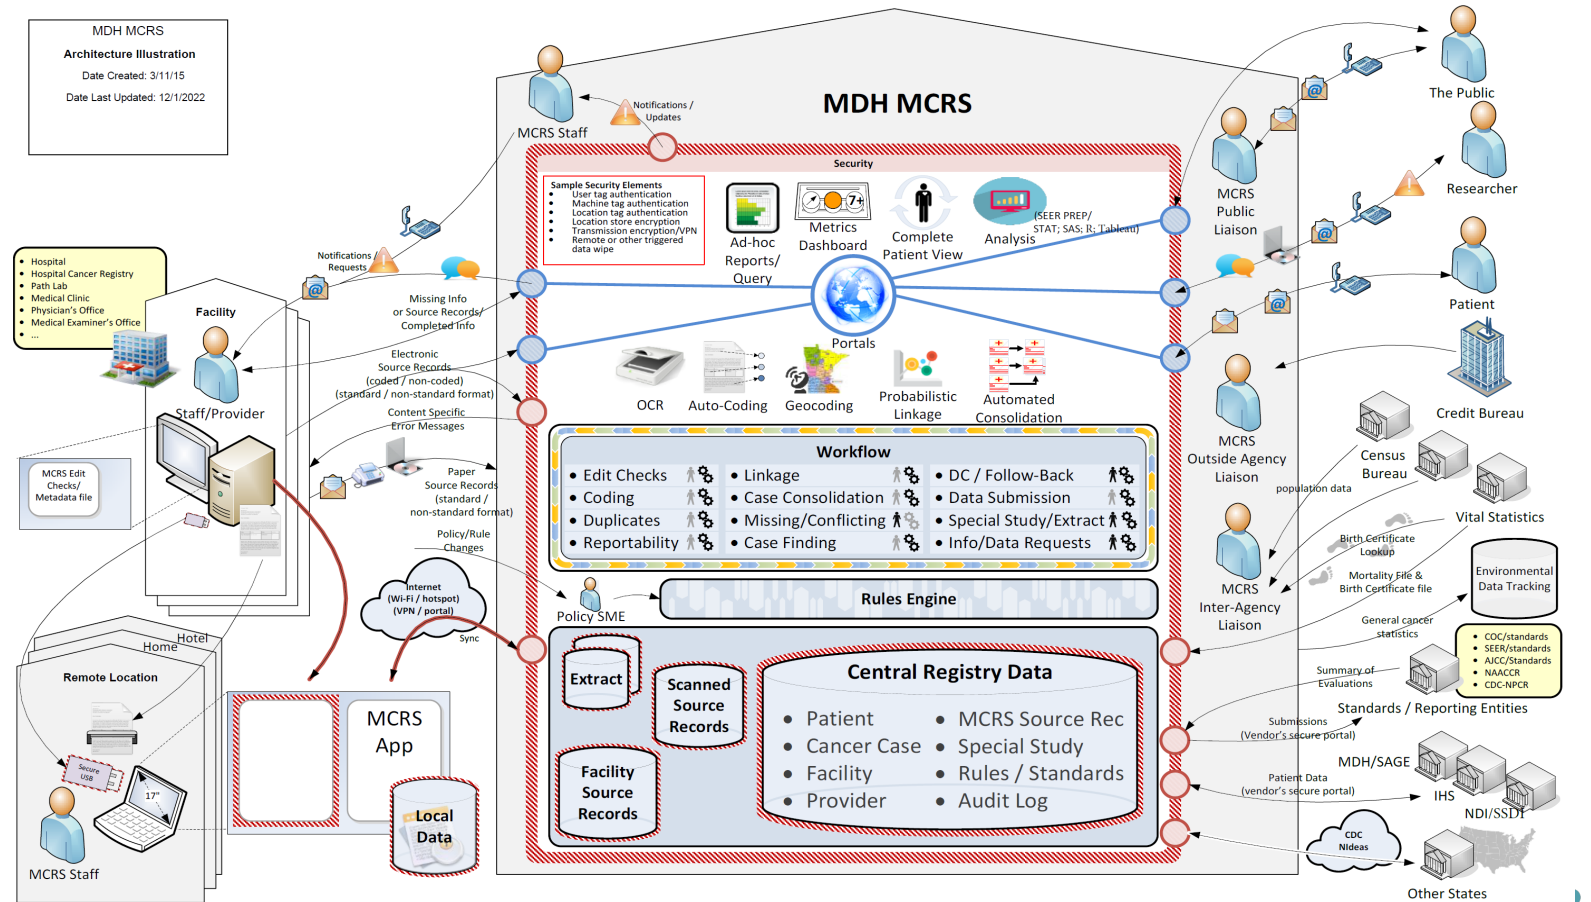 MDH MCRS
Architecture Illustration
Date Created: 3/11/15
Date Last Updated: 12/1/2022
MDH MCRS
MCRS Staff
Notifications /
Updates
Security
Sample Security Elements
• User tag authentication
• Machine tag authentication
• Location tag authentication
• Location store encryption
• Transmission encryption/VPN
• Remote or other triggered
data wipe
Ad-hoc
Reports/
Query
7+
Metrics
Dashboard
Complete
Patient View
Analysis
(SEER PREP/
STAT; SAS; R; Tableau)
Portals
OCR
Auto-Coding
Geocoding
Probabilistic
Linkage
Automated
Consolidation
Workflow
• Edit Checks
• Coding
• Duplicates
• Reportability
• Linkage
• Case Consolidation
• Missing/Conflicting
• Case Finding
• DC / Follow-Back
• Data Submission
• Special Study/Extract
• Info/Data Requests
Policy SME
Rules Engine
Extract
Scanned
Source
Records
Facility
Source
Records
Central Registry Data
• Patient
• Cancer Case
• Facility
• Provider
• MCRS Source Rec
• Special Study
• Rules / Standards
• Audit Log
• Hospital
• Hospital Cancer Registry
• Path Lab
• Medical Clinic
• Physician's Office
• Medical Examiner's Office
• ...
Facility
Staff/Provider
MCRS Edit
Checks/
Metadata file
Notifications /
Requests
@
Missing Info
or Source Records/
Completed Info
Electronic
Source Records
(coded / non-coded)
(standard / non-standard format)
Content Specific
Error Messages
Paper
Source Records
(standard /
non-standard format)
Policy/Rule
Changes
Internet
(Wi-Fi / hotspot)
(VPN / portal)
Sync
Hotel
Home
Remote Location
Secure
USB
17"
MCRS Staff
MCRS
App
Local
Data
The Public
@
MCRS
Public
Liaison
Researcher
@
Patient
@
Credit Bureau
MCRS
Outside Agency
Liaison
Census
Bureau
population data
Vital Statistics
Birth Certificate
Lookup
Mortality File &
Birth Certificate file
MCRS
Inter-Agency
Liaison
Environmental
Data Tracking
General cancer
statistics
• COC/standards
• SEER/standards
• AJCC/Standards
• NAACCR
• CDC-NPCR
Summary of
Evaluations
Standards / Reporting Entities
Submissions
(Vendor's secure portal)
MDH/SAGE
IHS
NDI/SSDI
Patient Data
(vendor's secure portal)
CDC
NIdeas
Other States